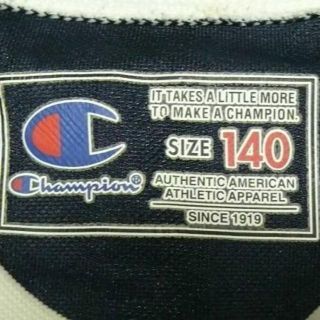 IT TAKES A LITTLE MORE
TO MAKE A CHAMPION.
SIZE 140
Champion®
AUTHENTIC AMERICAN
ATHLETIC APPAREL
SINCE 1919